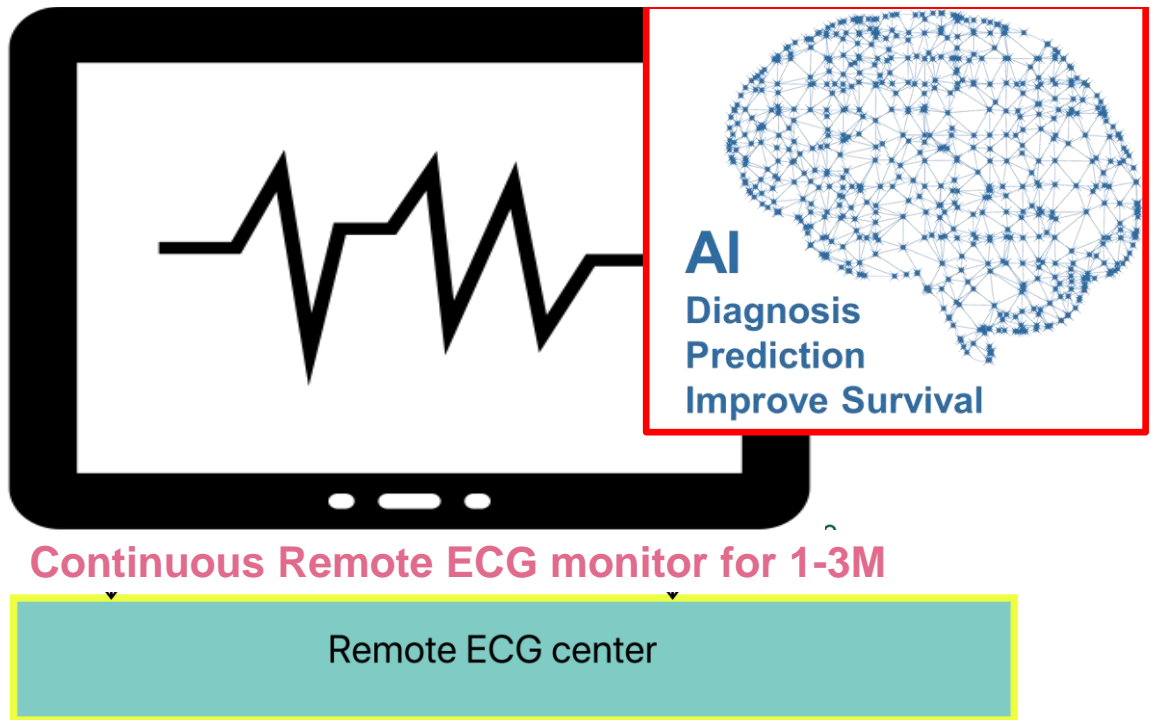 AI
Diagnosis
Prediction
Improve Survival
Continuous Remote ECG monitor for 1-3M
Remote ECG center